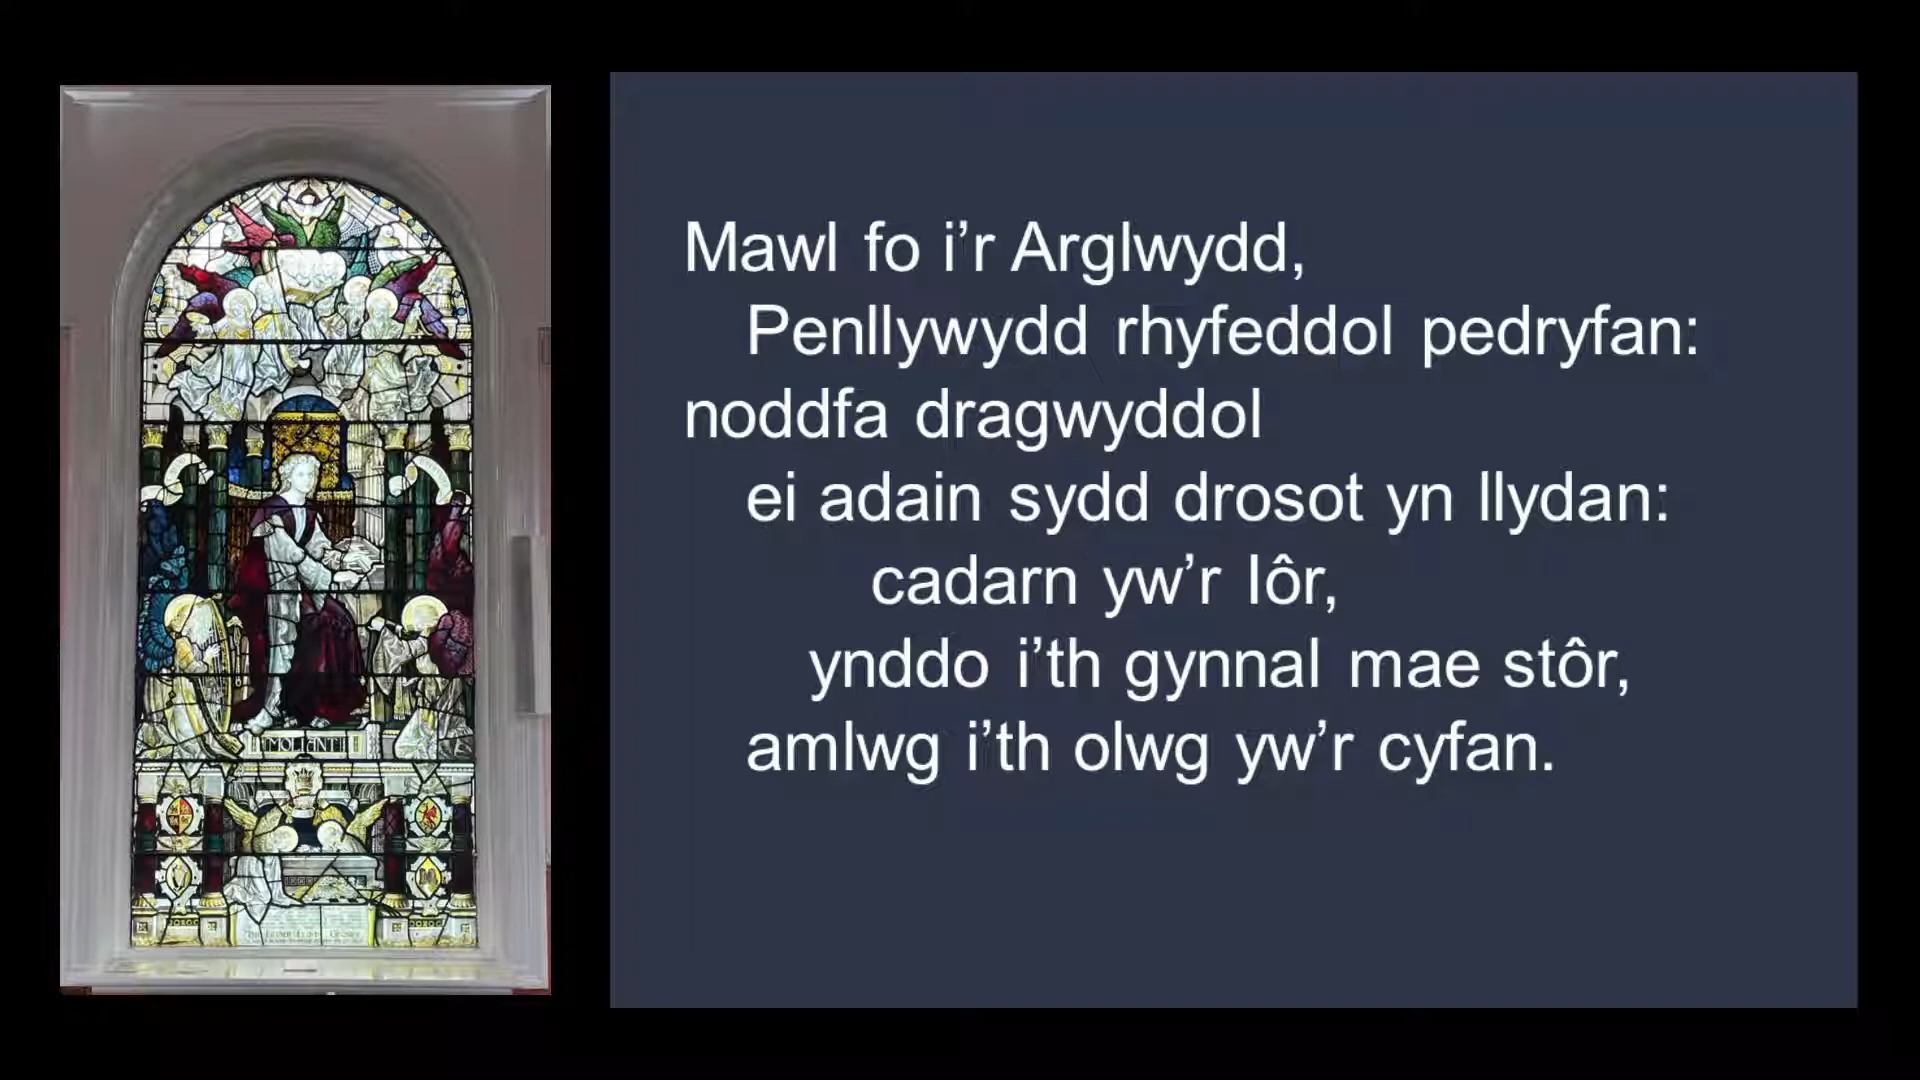 Mawl fo i’r Arglwydd,
Penllywydd rhyfeddol pedryfan:
noddfa dragwyddol
ei adain sydd drosot yn llydan:
cadarn yw’r Iôr,
ynddo i’th gynnal mae stôr,
amlwg i’th olwg yw’r cyfan.
MOLIANT